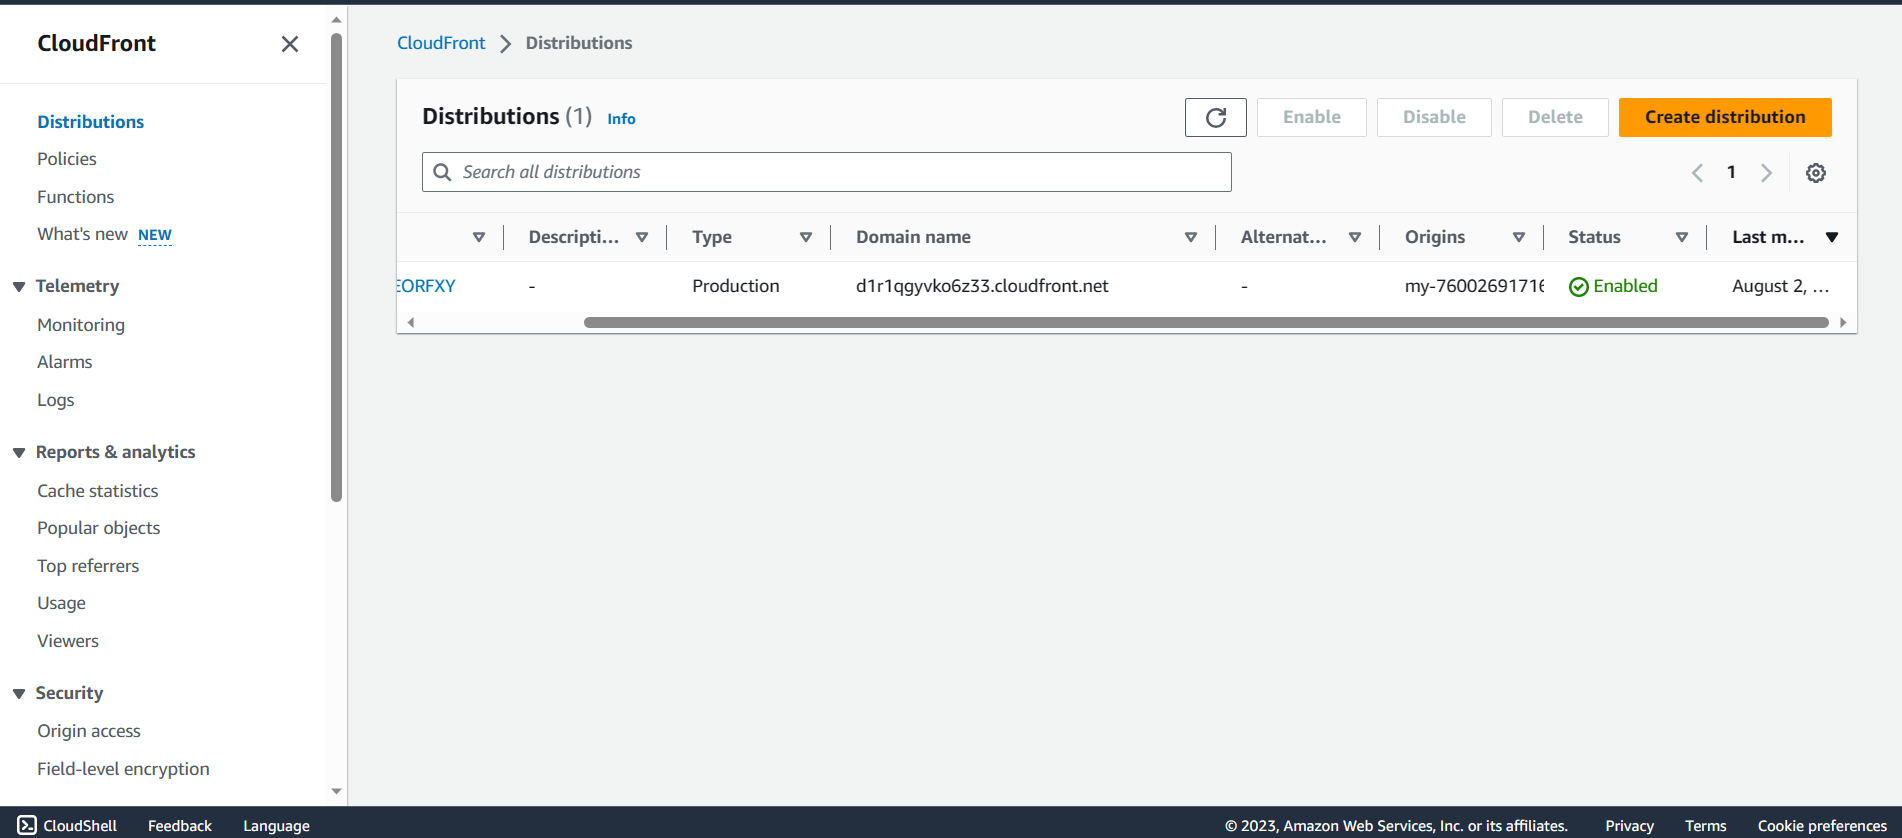 CloudFront
Distributions
Policies
Functions
What's new NEW
Telemetry
Monitoring
Alarms
Logs
Reports & analytics
Cache statistics
Popular objects
Top referrers
Usage
Viewers
Security
Origin access
Field-level encryption
CloudFront Distributions
Distributions (1) Info
Enable Disable Delete Create distribution
Search all distributions
1
Descripti... Type Domain name Alternat... Origins Status Last m...
EORFXY - Production d1r1qgyvko6z33.cloudfront.net - my-76002691716 Enabled August 2, ...
CloudShell Feedback Language © 2023, Amazon Web Services, Inc. or its affiliates. Privacy Terms Cookie preferences